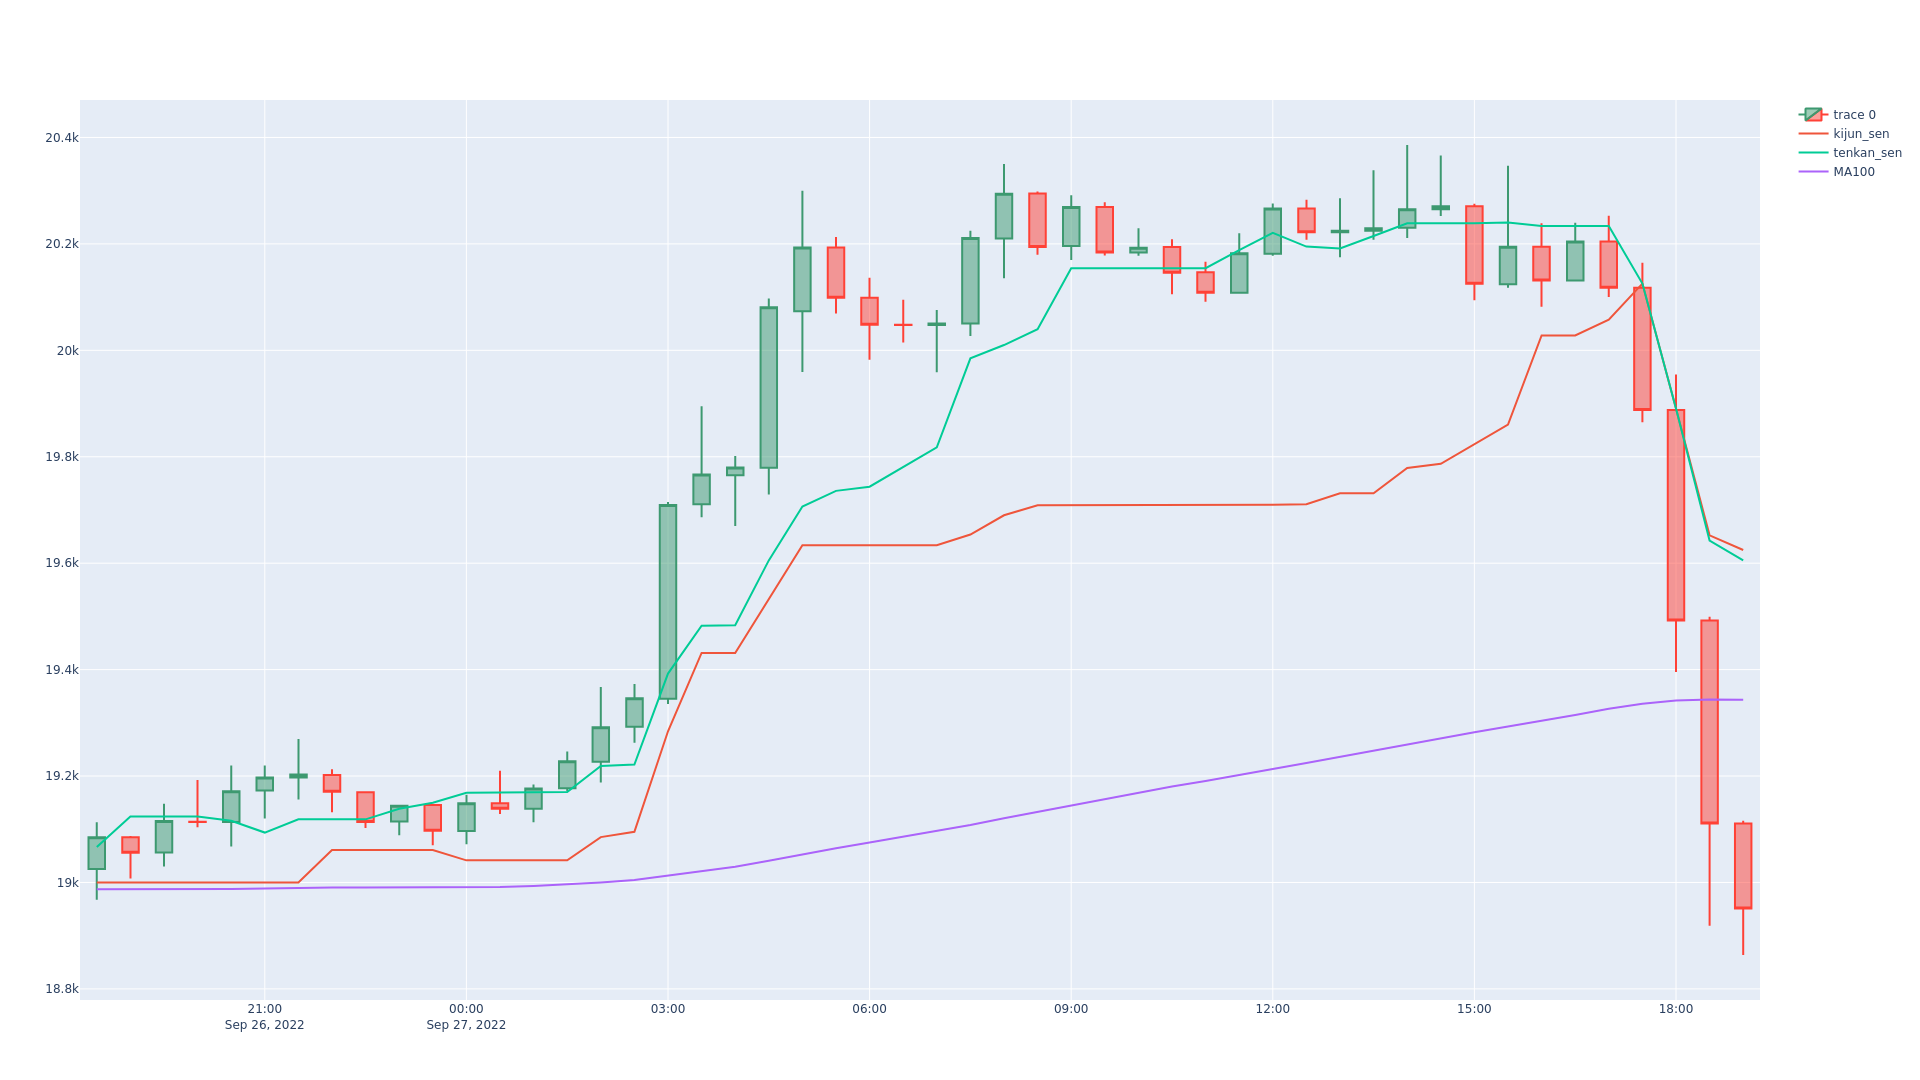 20.4k
20.2k
20k
19.8k
19.6k
19.4k
19.2k
19k
18.8k
21:00
Sep 26, 2022
00:00
Sep 27, 2022
03:00
06:00
09:00
12:00
15:00
18:00
trace 0
kijun_sen
tenkan_sen
MA100